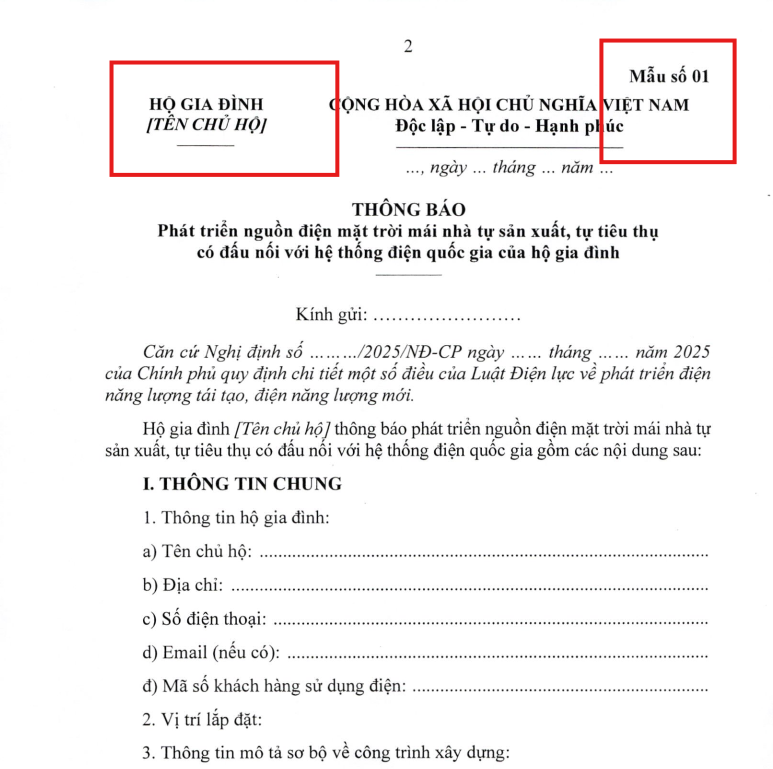 2
Mẫu số 01
HỘ GIA ĐÌNH
[TÊN CHỦ HỘ]
CỘNG HÒA XÃ HỘI CHỦ NGHĨA VIỆT NAM
Độc lập - Tự do - Hạnh phúc
…, ngày … tháng … năm …
THÔNG BÁO
Phát triển nguồn điện mặt trời mái nhà tự sản xuất, tự tiêu thụ
có đấu nối với hệ thống điện quốc gia của hộ gia đình
Kính gửi: ……………………
Căn cứ Nghị định số ………/2025/NĐ-CP ngày …… tháng …… năm 2025
của Chính phủ quy định chi tiết một số điều của Luật Điện lực về phát triển điện
năng lượng tái tạo, điện năng lượng mới.
Hộ gia đình [Tên chủ hộ] thông báo phát triển nguồn điện mặt trời mái nhà tự
sản xuất, tự tiêu thụ có đấu nối với hệ thống điện quốc gia gồm các nội dung sau:
I. THÔNG TIN CHUNG
1. Thông tin hộ gia đình:
a) Tên chủ hộ: ................................................................................
b) Địa chỉ: ................................................................................
c) Số điện thoại: ................................................................................
d) Email (nếu có): ................................................................................
đ) Mã số khách hàng sử dụng điện: ......................................................
2. Vị trí lắp đặt:
3. Thông tin mô tả sơ bộ về công trình xây dựng: